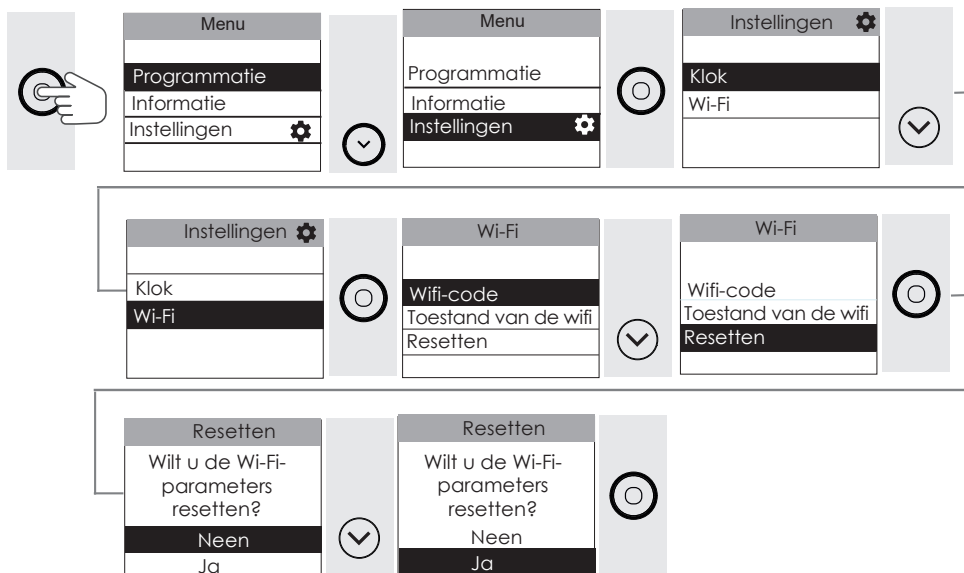 Menu
Programmatie
Informatie
Instellingen
Menu
Programmatie
Informatie
Instellingen
Instellingen
Klok
Wi-Fi
Instellingen
Klok
Wi-Fi
Wi-Fi
Wifi-code
Toestand van de wifi
Resetten
Wi-Fi
Wifi-code
Toestand van de wifi
Resetten
Resetten
Wilt u de Wi-Fi-
parameters
resetten?
Neen
Ja
Resetten
Wilt u de Wi-Fi-
parameters
resetten?
Neen
Ja